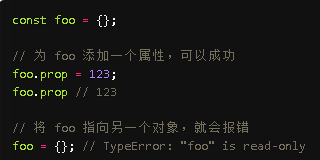 const foo = {};
// 为 foo 添加一个属性，可以成功
foo.prop = 123;
foo.prop // 123
// 将 foo 指向另一个对象，就会报错
foo = {}; // TypeError: "foo" is read-only